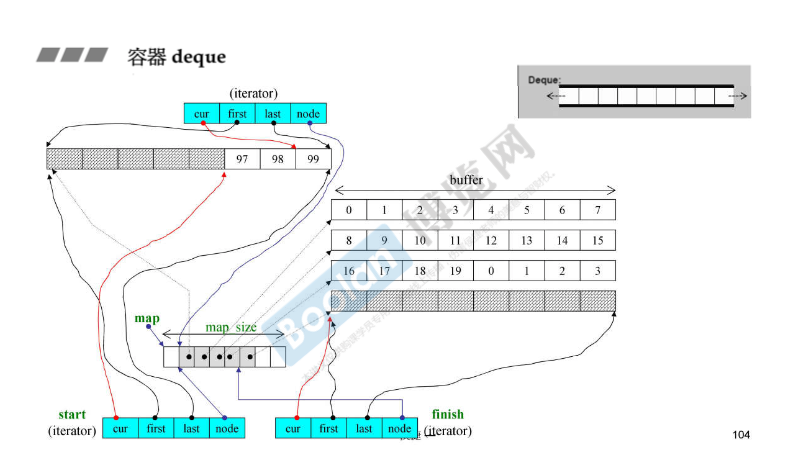 容器 deque
Deque:
(iterator)
cur first last node
97 98 99
buffer
0 1 2 3 4 5 6 7
8 9 10 11 12 13 14 15
16 17 18 19 0 1 2 3
Boolan 博览网
map
map size
start
(iterator)
cur first last node
cur first last node
finish
(iterator)
104